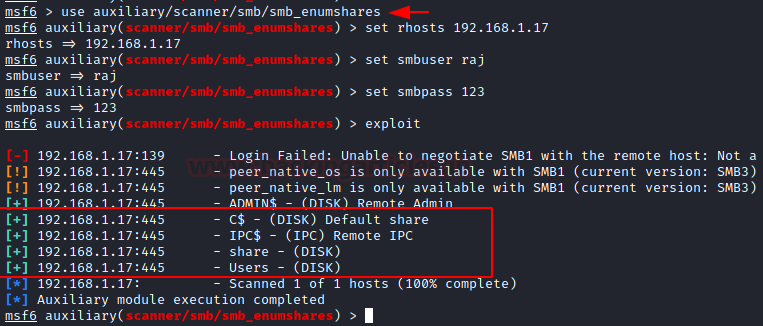 msf6 > use auxiliary/scanner/smb/smb_enumshares
msf6 auxiliary(scanner/smb/smb_enumshares) > set rhosts 192.168.1.17
rhosts ⇒ 192.168.1.17
msf6 auxiliary(scanner/smb/smb_enumshares) > set smbuser raj
smbuser ⇒ raj
msf6 auxiliary(scanner/smb/smb_enumshares) > set smbpass 123
smbpass ⇒ 123
msf6 auxiliary(scanner/smb/smb_enumshares) > exploit
[-] 192.168.1.17:139 - Login Failed: Unable to negotiate SMB1 with the remote host: Not a
[!] 192.168.1.17:445 - peer_native_os is only available with SMB1 (current version: SMB3)
[!] 192.168.1.17:445 - peer_native_lm is only available with SMB1 (current version: SMB3)
[+] 192.168.1.17:445 - ADMIN$ - (DISK) Remote Admin
[+] 192.168.1.17:445 - C$ - (DISK) Default share
[+] 192.168.1.17:445 - IPC$ - (IPC) Remote IPC
[+] 192.168.1.17:445 - share - (DISK)
[+] 192.168.1.17:445 - Users - (DISK)
[*] 192.168.1.17: - Scanned 1 of 1 hosts (100% complete)
[*] Auxiliary module execution completed
msf6 auxiliary(scanner/smb/smb_enumshares) >